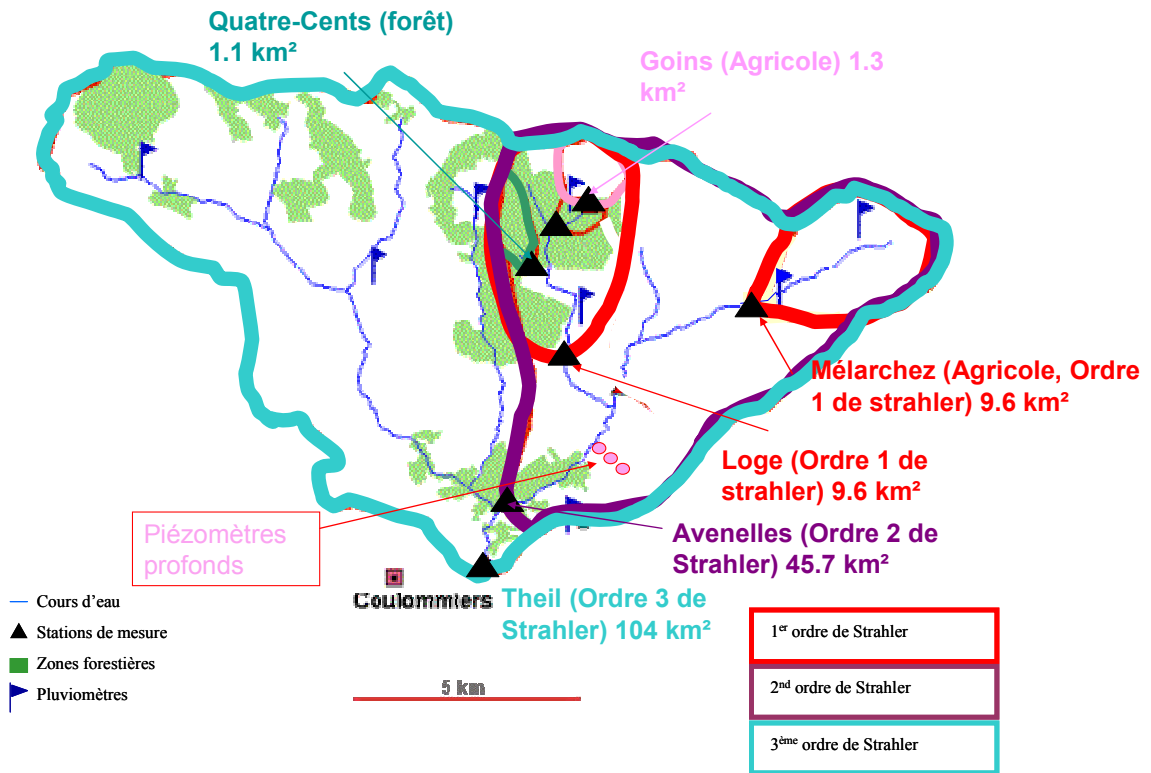 Quatre-Cents (forêt)
1.1 km²
Goins (Agricole) 1.3
km²
Mélarchez (Agricole, Ordre
1 de strahler) 9.6 km²
Loge (Ordre 1 de
strahler) 9.6 km²
Avenelles (Ordre 2 de
Strahler) 45.7 km²
Piézomètres
profonds
Coulommiers
Theil (Ordre 3 de
Strahler) 104 km²
Cours d'eau
Stations de mesure
Zones forestières
Pluviomètres
5 km
1er ordre de Strahler
2nd ordre de Strahler
3ème ordre de Strahler